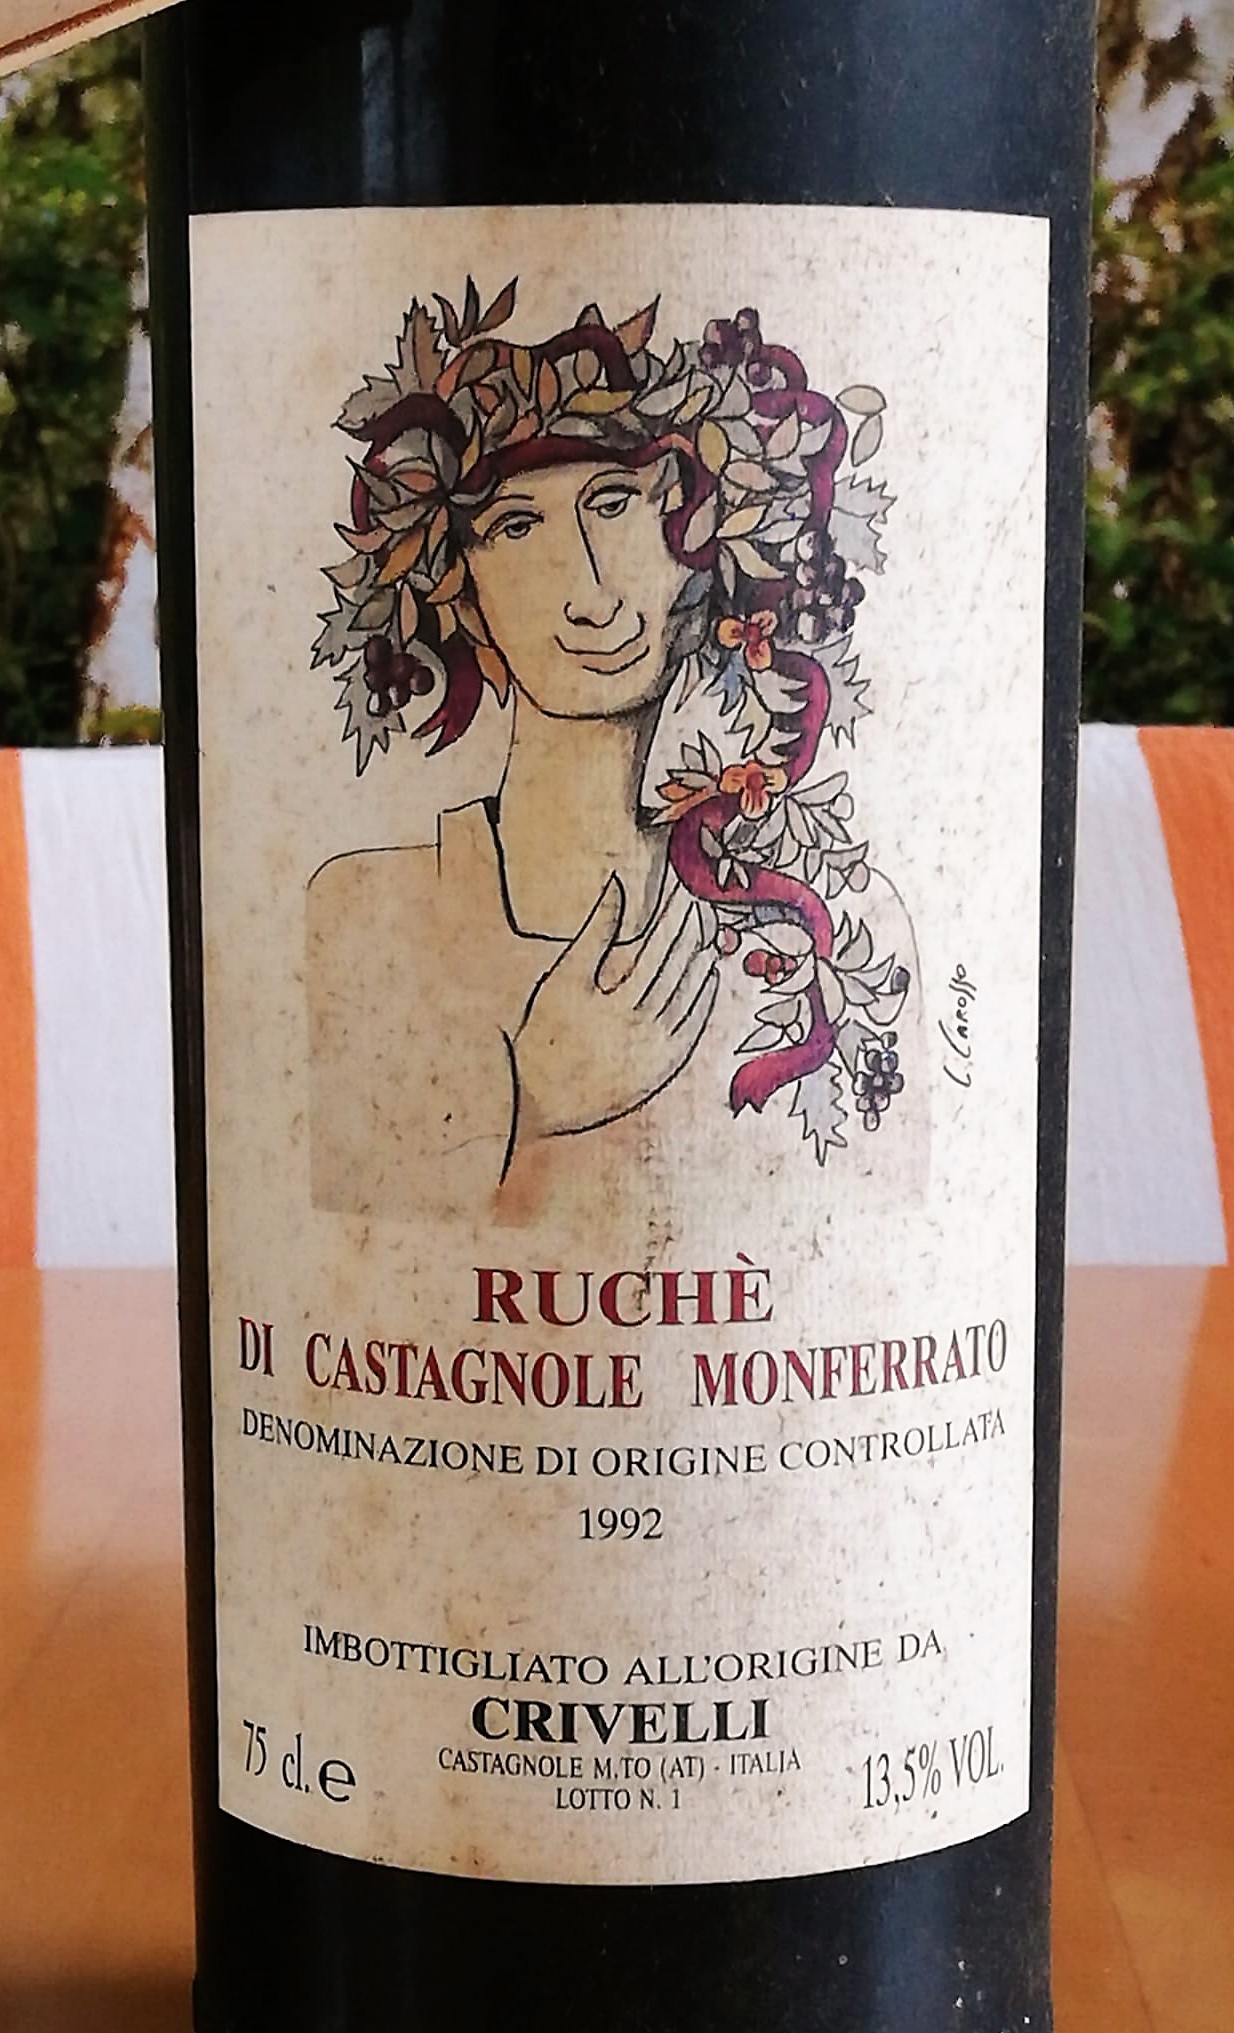 C. Carosso
RUCHÈ
DI CASTAGNOLE MONFERRATO
DENOMINAZIONE DI ORIGINE CONTROLLATA
1992
IMBOTTIGLIATO ALL'ORIGINE DA
CRIVELLI
CASTAGNOLE M.TO (AT) - ITALIA
LOTTO N. 1
75 cl. e
13,5% VOL.